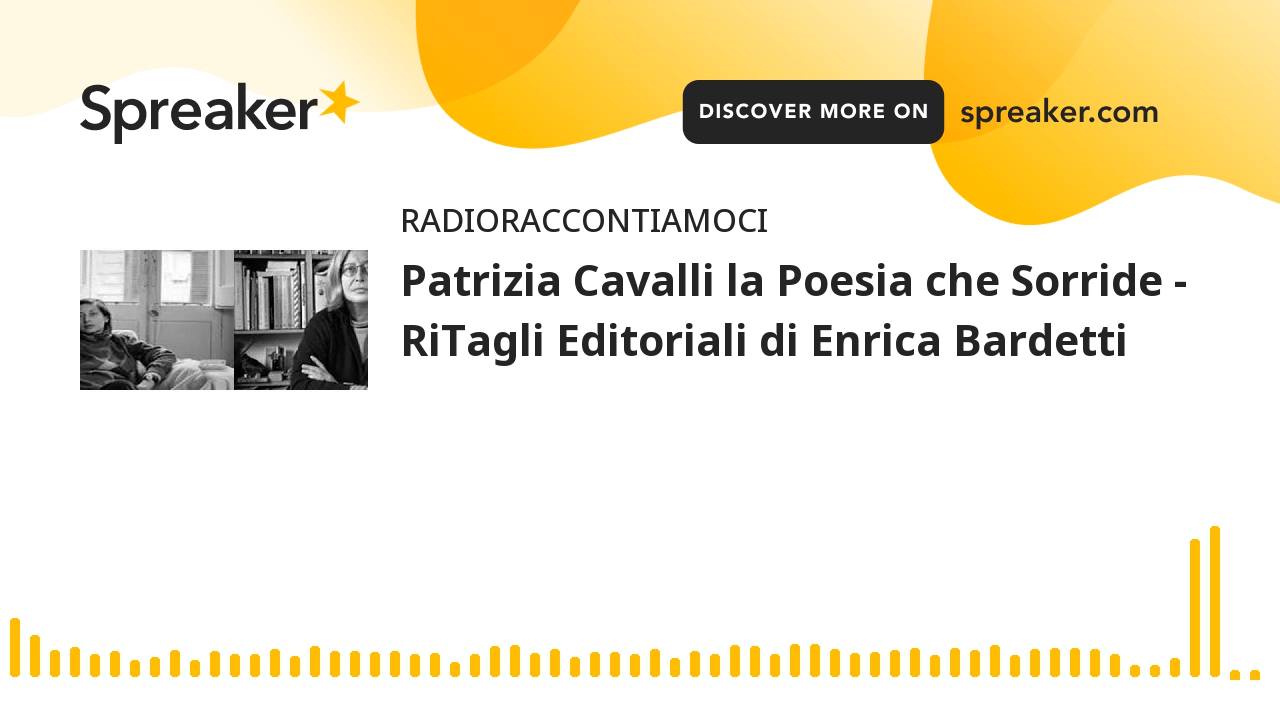 Spreaker
DISCOVER MORE ON spreaker.com
RADIORACCONTIAMOCI
Patrizia Cavalli la Poesia che Sorride -
RiTagli Editoriali di Enrica Bardetti